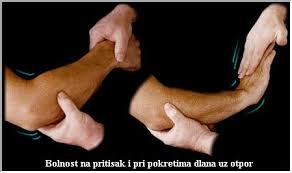 Bolnost na pritisak i pri pokretima dlana uz otpor